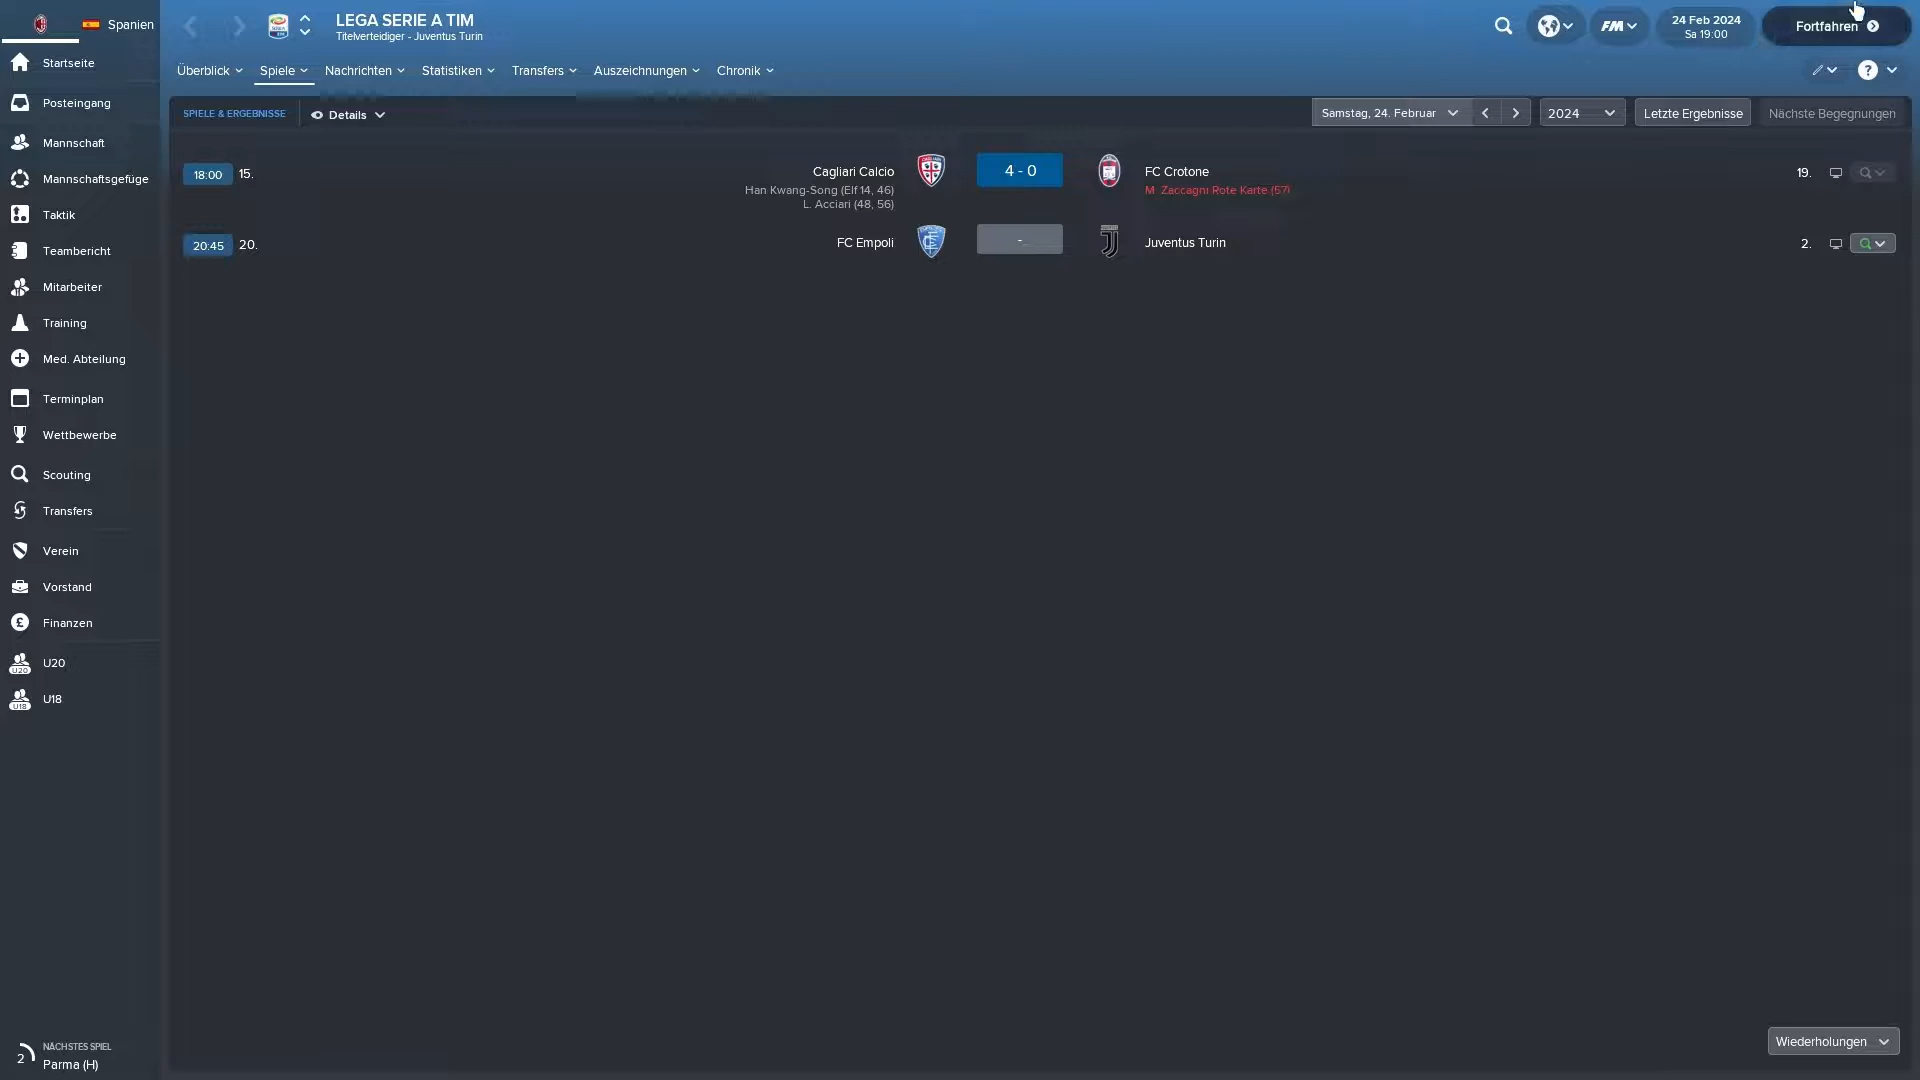 Spanien
LEGA SERIE A TIM
Titelverteidiger - Juventus Turin
FM
24 Feb 2024
Sa 19:00
Fortfahren
Überblick
Spiele
Nachrichten
Statistiken
Transfers
Auszeichnungen
Chronik
?
SPIELE & ERGEBNISSE
Details
Samstag, 24. Februar
2024
Letzte Ergebnisse
Nächste Begegnungen
18:00 15. Cagliari Calcio 4 - 0 FC Crotone 19.
Han Kwang-Song (Elf 14, 46) M. Zaccagni Rote Karte (57)
L. Acciari (48, 56)
20:45 20. FC Empoli - Juventus Turin 2.
Startseite
Posteingang
Mannschaft
Mannschaftsgefüge
Taktik
Teambericht
Mitarbeiter
Training
Med. Abteilung
Terminplan
Wettbewerbe
Scouting
Transfers
Verein
Vorstand
£ Finanzen
U20 U20
U18 U18
2 NÄCHSTES SPIEL
Parma (H)
Wiederholungen